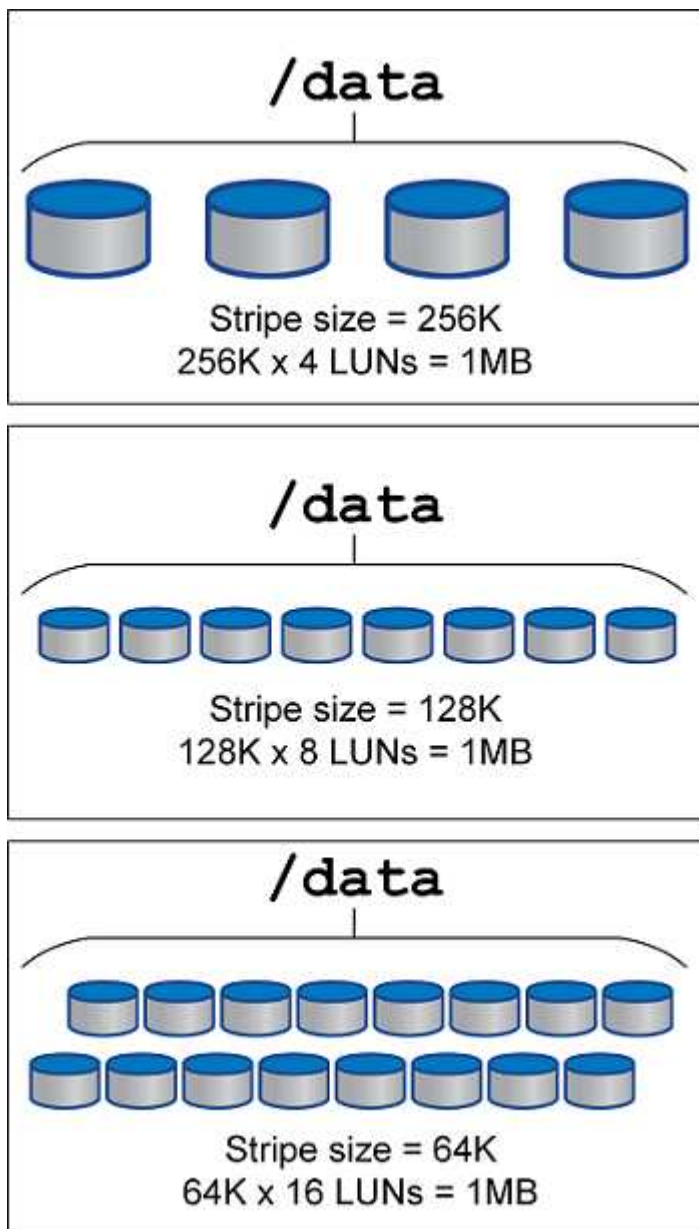 /data
Stripe size = 256K
256K x 4 LUNs = 1MB
/data
Stripe size = 128K
128K x 8 LUNs = 1MB
/data
Stripe size = 64K
64K x 16 LUNs = 1MB